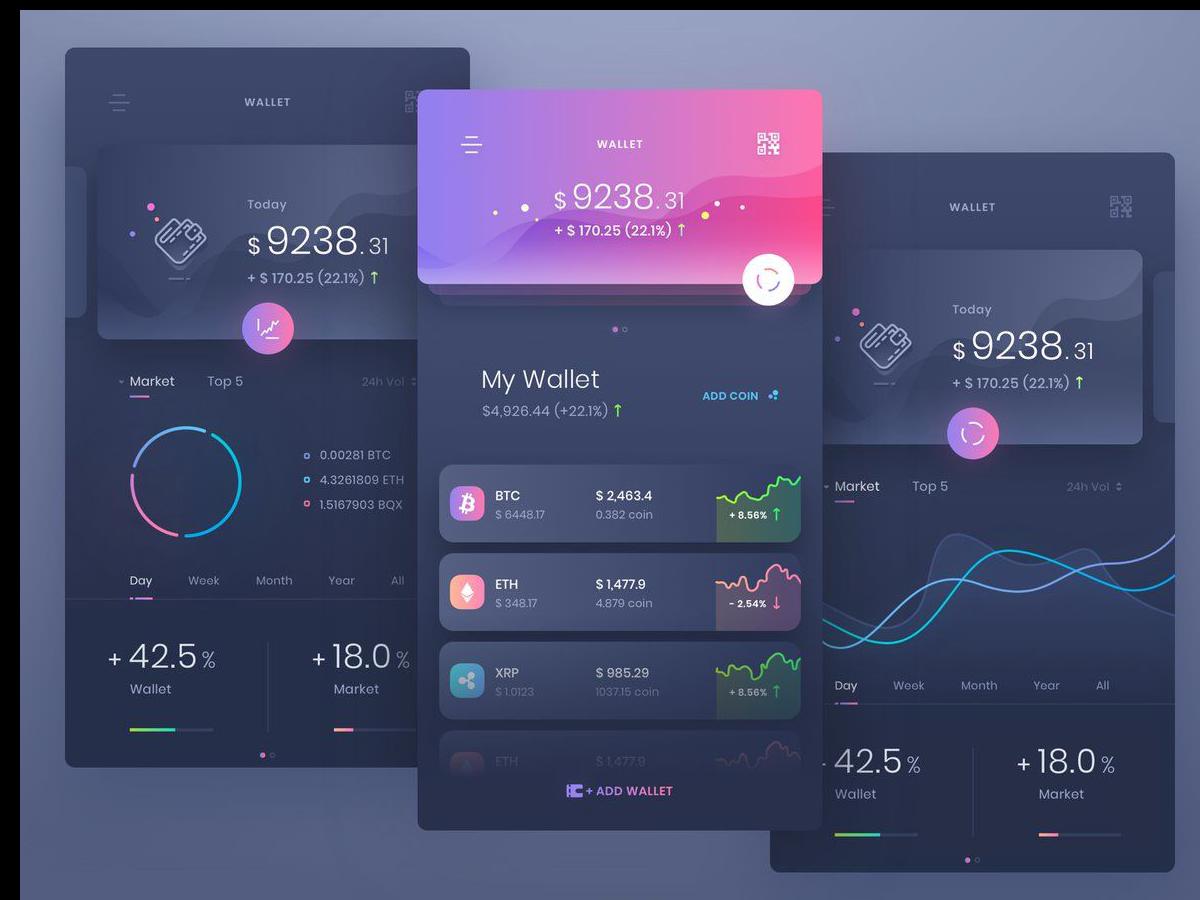 WALLET
Today
$ 9238.31
+ $ 170.25 (22.1%) ↑
Market Top 5 24h Vol
0.00281 BTC
4.3261809 ETH
1.5167903 BQX
Day Week Month Year All
+ 42.5 % + 18.0 %
Wallet Market
WALLET
$ 9238.31
+ $ 170.25 (22.1%) ↑
My Wallet
$4,926.44 (+22.1%) ↑
ADD COIN
BTC $ 2,463.4
$ 6448.17 0.382 coin
+ 8.56% ↑
ETH $ 1,477.9
$ 348.17 4.879 coin
- 2.54% ↓
XRP $ 985.29
$ 1.0123 1037.15 coin
+ 8.56% ↑
ETH $ 1,477.9
+ ADD WALLET
WALLET
Today
$ 9238.31
+ $ 170.25 (22.1%) ↑
Market Top 5 24h Vol
Day Week Month Year All
42.5 % + 18.0 %
Wallet Market